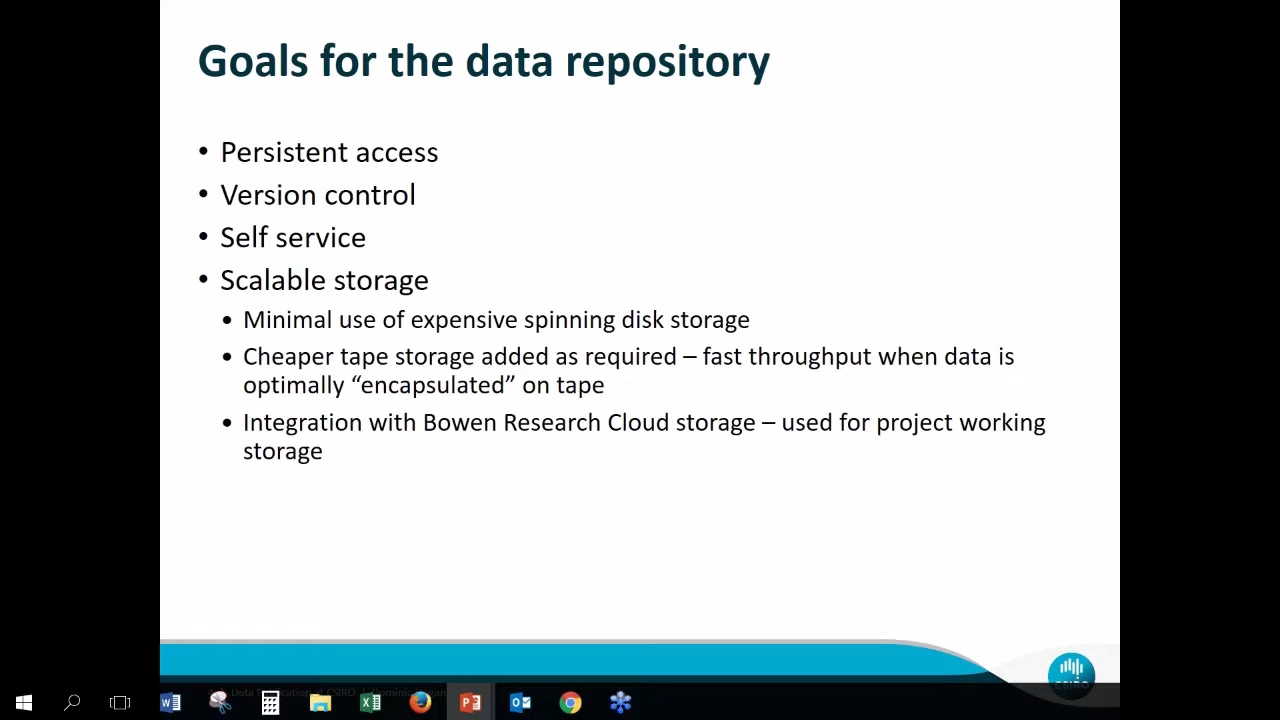 Goals for the data repository
• Persistent access
• Version control
• Self service
• Scalable storage
• Minimal use of expensive spinning disk storage
• Cheaper tape storage added as required – fast throughput when data is
optimally “encapsulated” on tape
• Integration with Bowen Research Cloud storage – used for project working
storage
CSIRO